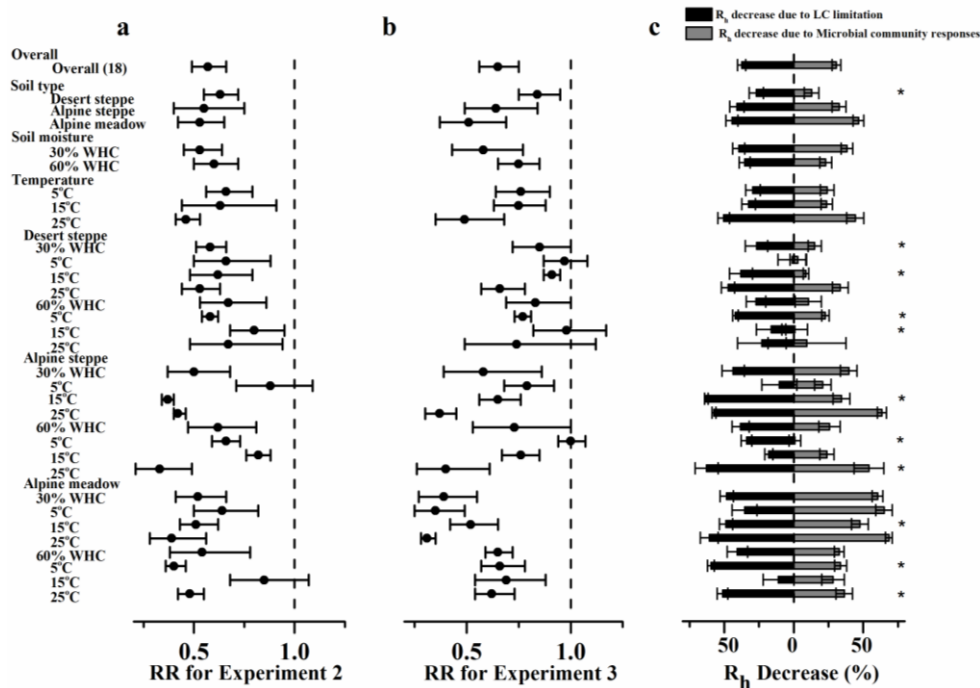 a
b
c
R_h decrease due to LC limitation
R_h decrease due to Microbial community responses
Overall
Overall (18)
Soil type
Desert steppe
Alpine steppe
Alpine meadow
Soil moisture
30% WHC
60% WHC
Temperature
5°C
15°C
25°C
Desert steppe
30% WHC
5°C
15°C
25°C
60% WHC
5°C
15°C
25°C
Alpine steppe
30% WHC
5°C
15°C
25°C
60% WHC
5°C
15°C
25°C
Alpine meadow
30% WHC
5°C
15°C
25°C
60% WHC
5°C
15°C
25°C
*
*
*
*
*
*
*
*
*
*
*
0.5 1.0
RR for Experiment 2
0.5 1.0
RR for Experiment 3
50 0 50
R_h Decrease (%)